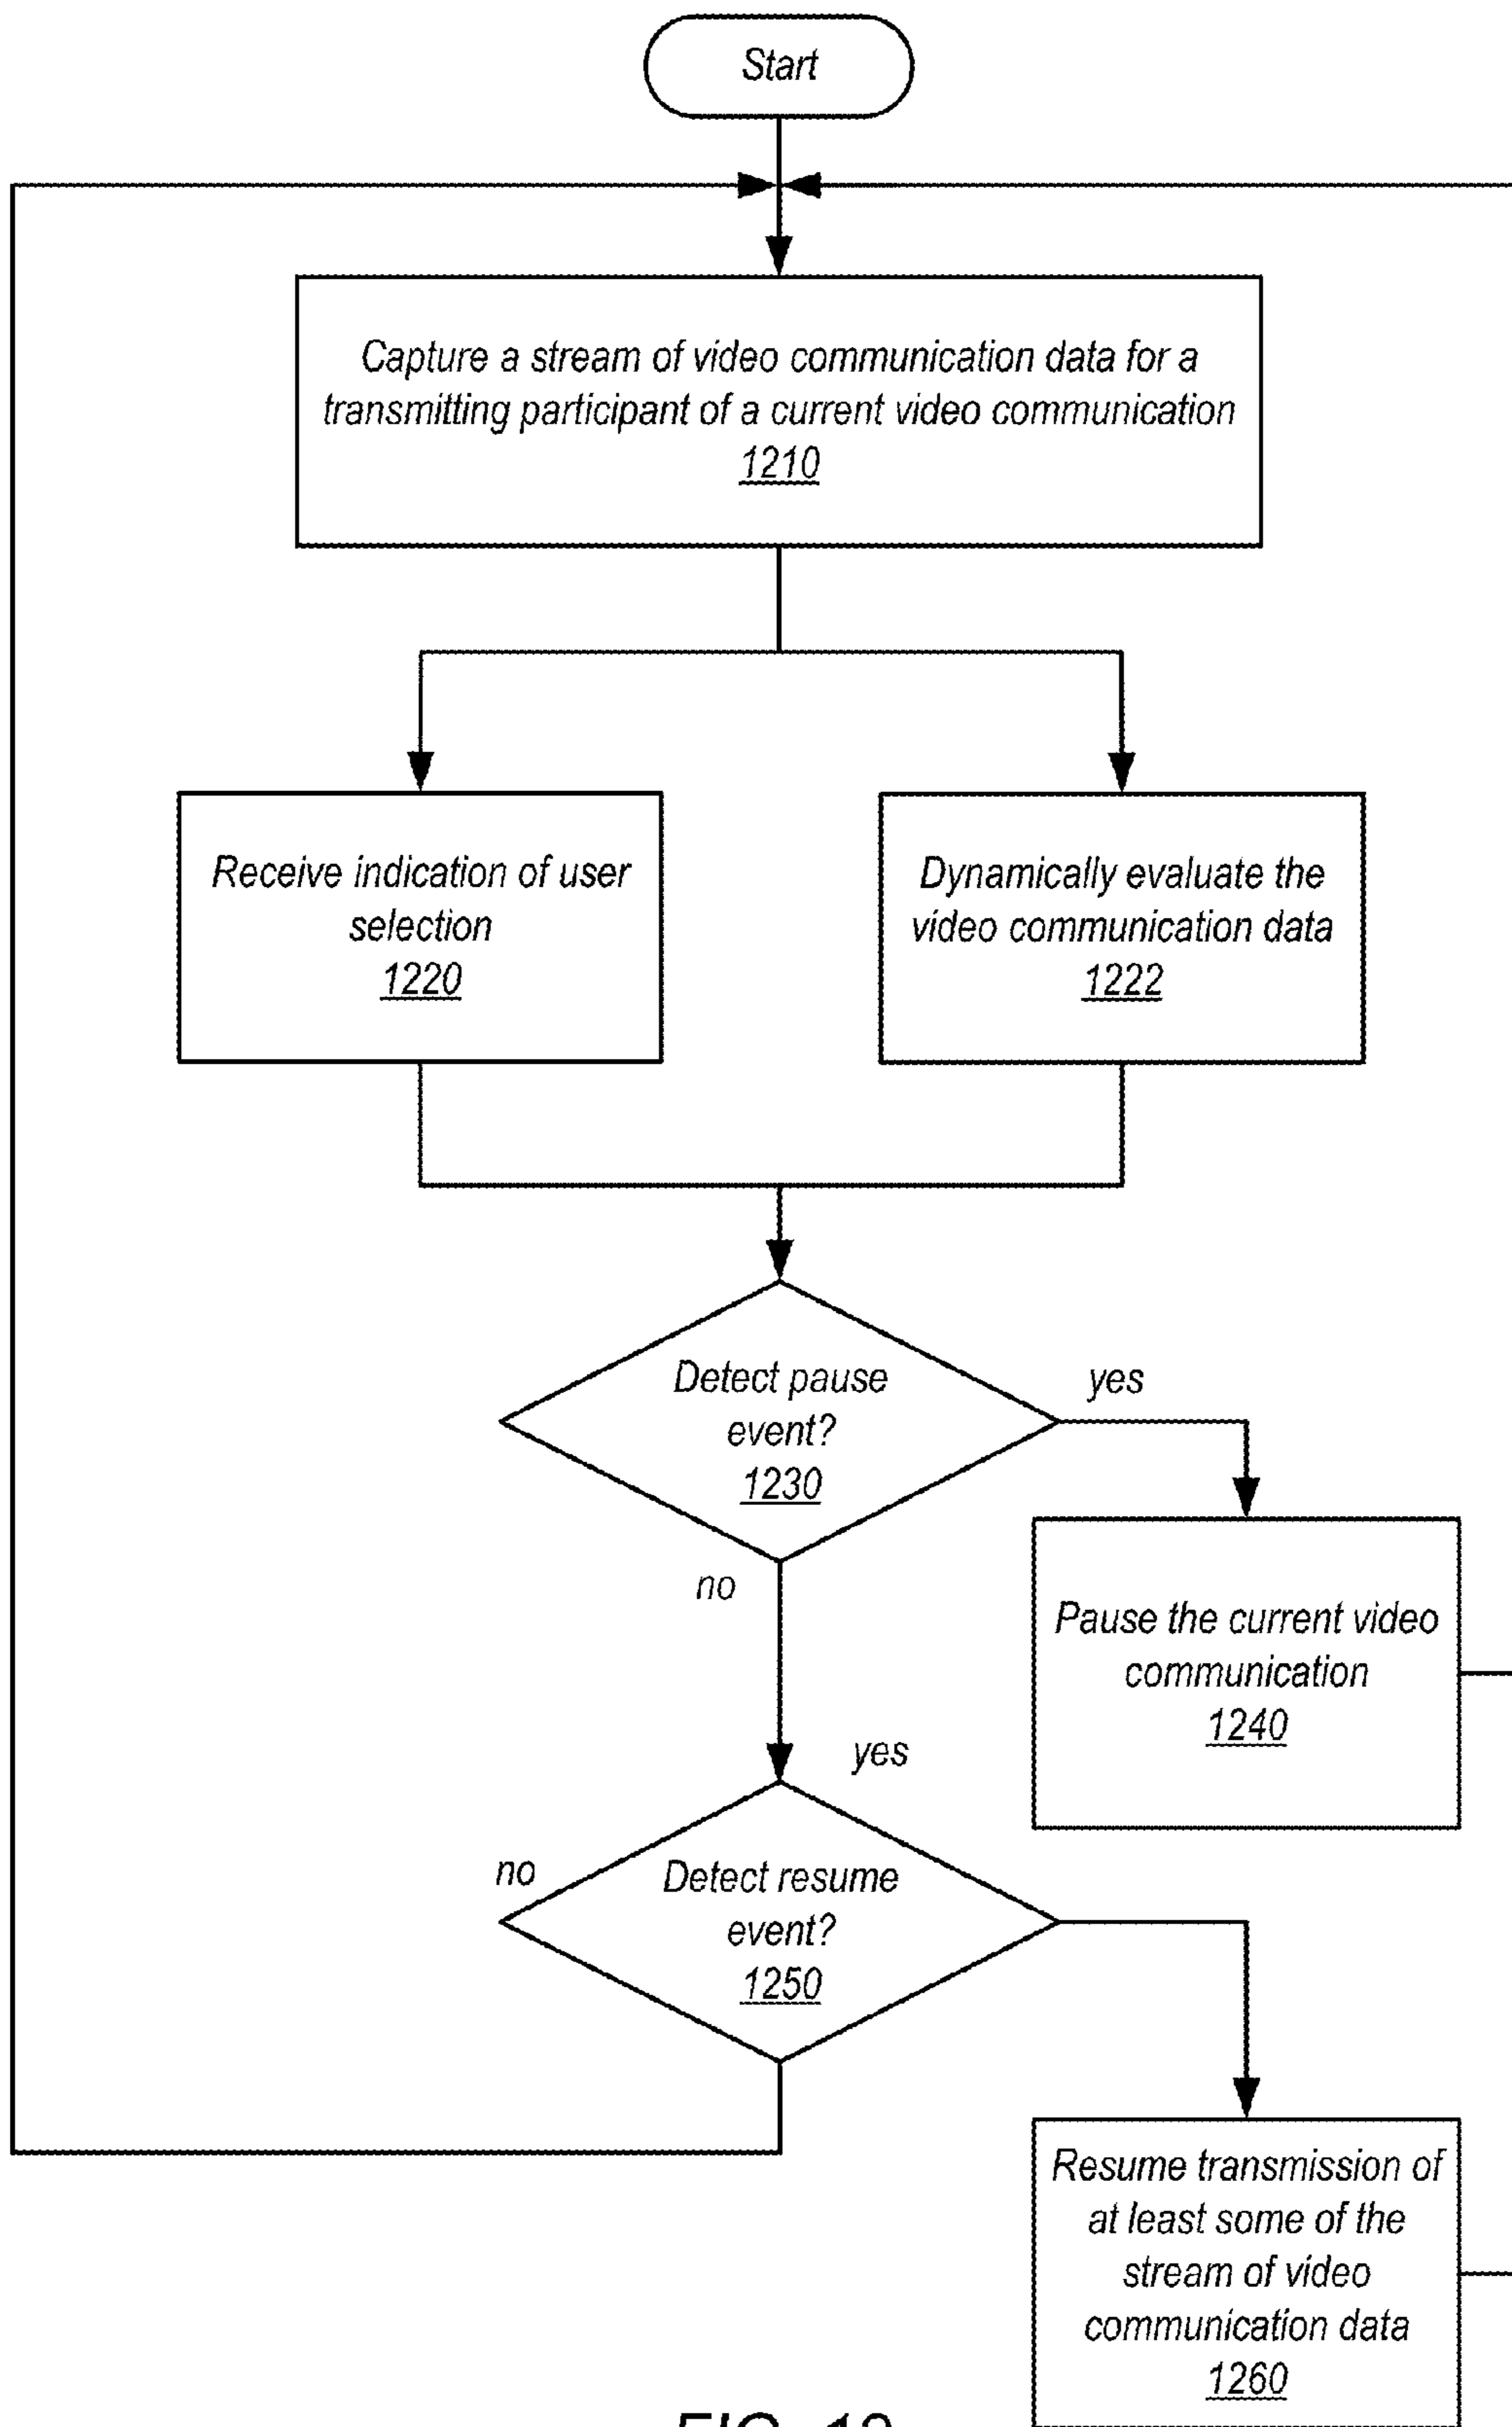 Start
Capture a stream of video communication data for a
transmitting participant of a current video communication
1210
Receive indication of user
selection
1220
Dynamically evaluate the
video communication data
1222
Detect pause
event?
1230
yes
no
Pause the current video
communication
1240
yes
no
Detect resume
event?
1250
Resume transmission of
at least some of the
stream of video
communication data
1260